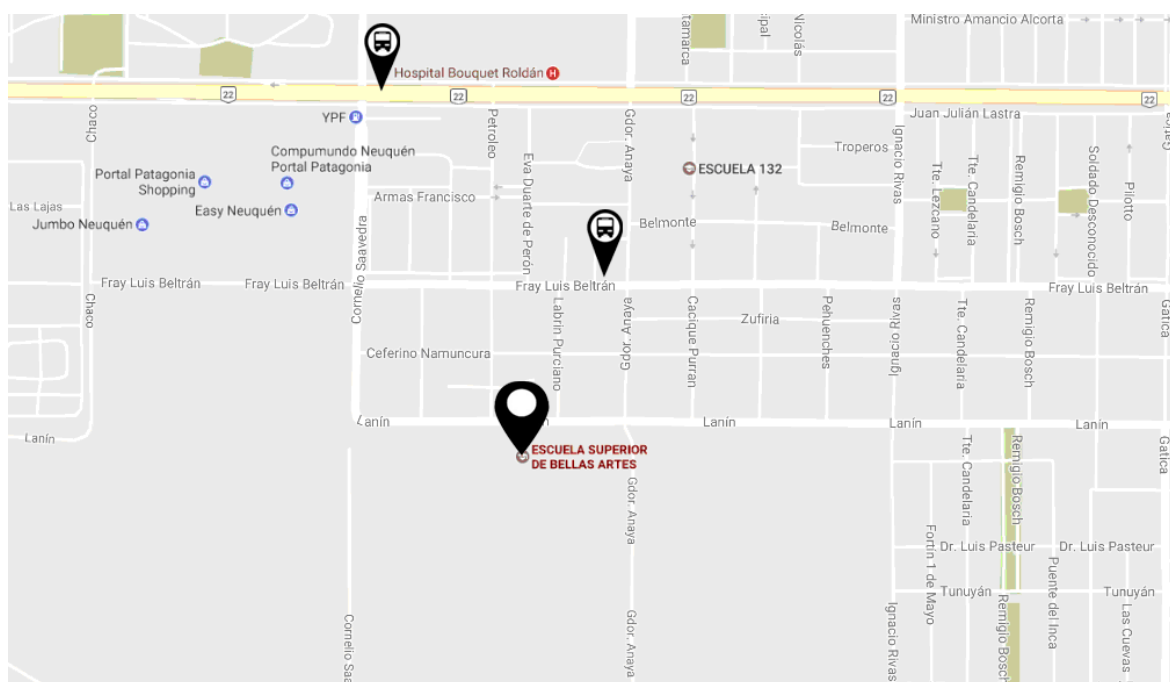 Ministro Amancio Alcorta
Nicolás
Hospital Bouquet Roldán H
22
22
22
22
22
YPF
Juan Julián Lastra
Chaco
Petroleo
Gdor. Anaya
Ignacio Rivas
Troperos
Compumundo Neuquén
Portal Patagonia
Eva Duarte de Perón
ESCUELA 132
Tte. Lezcano
Tte. Candelaria
Remigio Bosch
Soldado Desconocido
Pilotto
Portal Patagonia
Shopping
Armas Francisco
Las Lajas
Easy Neuquén
Jumbo Neuquén
Belmonte
Belmonte
Cornelio Saavedra
Fray Luis Beltrán
Fray Luis Beltrán
Fray Luis Beltrán
Fray Luis Beltrán
Chaco
Labrin Purciano
Gdor. Anaya
Cacique Purran
Zufiria
Pehuenches
Ignacio Rivas
Tte. Candelaria
Remigio Bosch
Gatica
Ceferino Namuncura
Lanín
Lanín
Lanín
Lanín
Lanín
ESCUELA SUPERIOR
DE BELLAS ARTES
Tte. Candelaria
Remigio Bosch
Gatica
Gdor. Anaya
Fortín 1 de Mayo
Dr. Luis Pasteur
Dr. Luis Pasteur
Puente del Inca
Tunuyán
Tunuyán
Cornelio Saa
Gdor. Anaya
Ignacio Rivas
Remigio Bosch
Las Cuevas